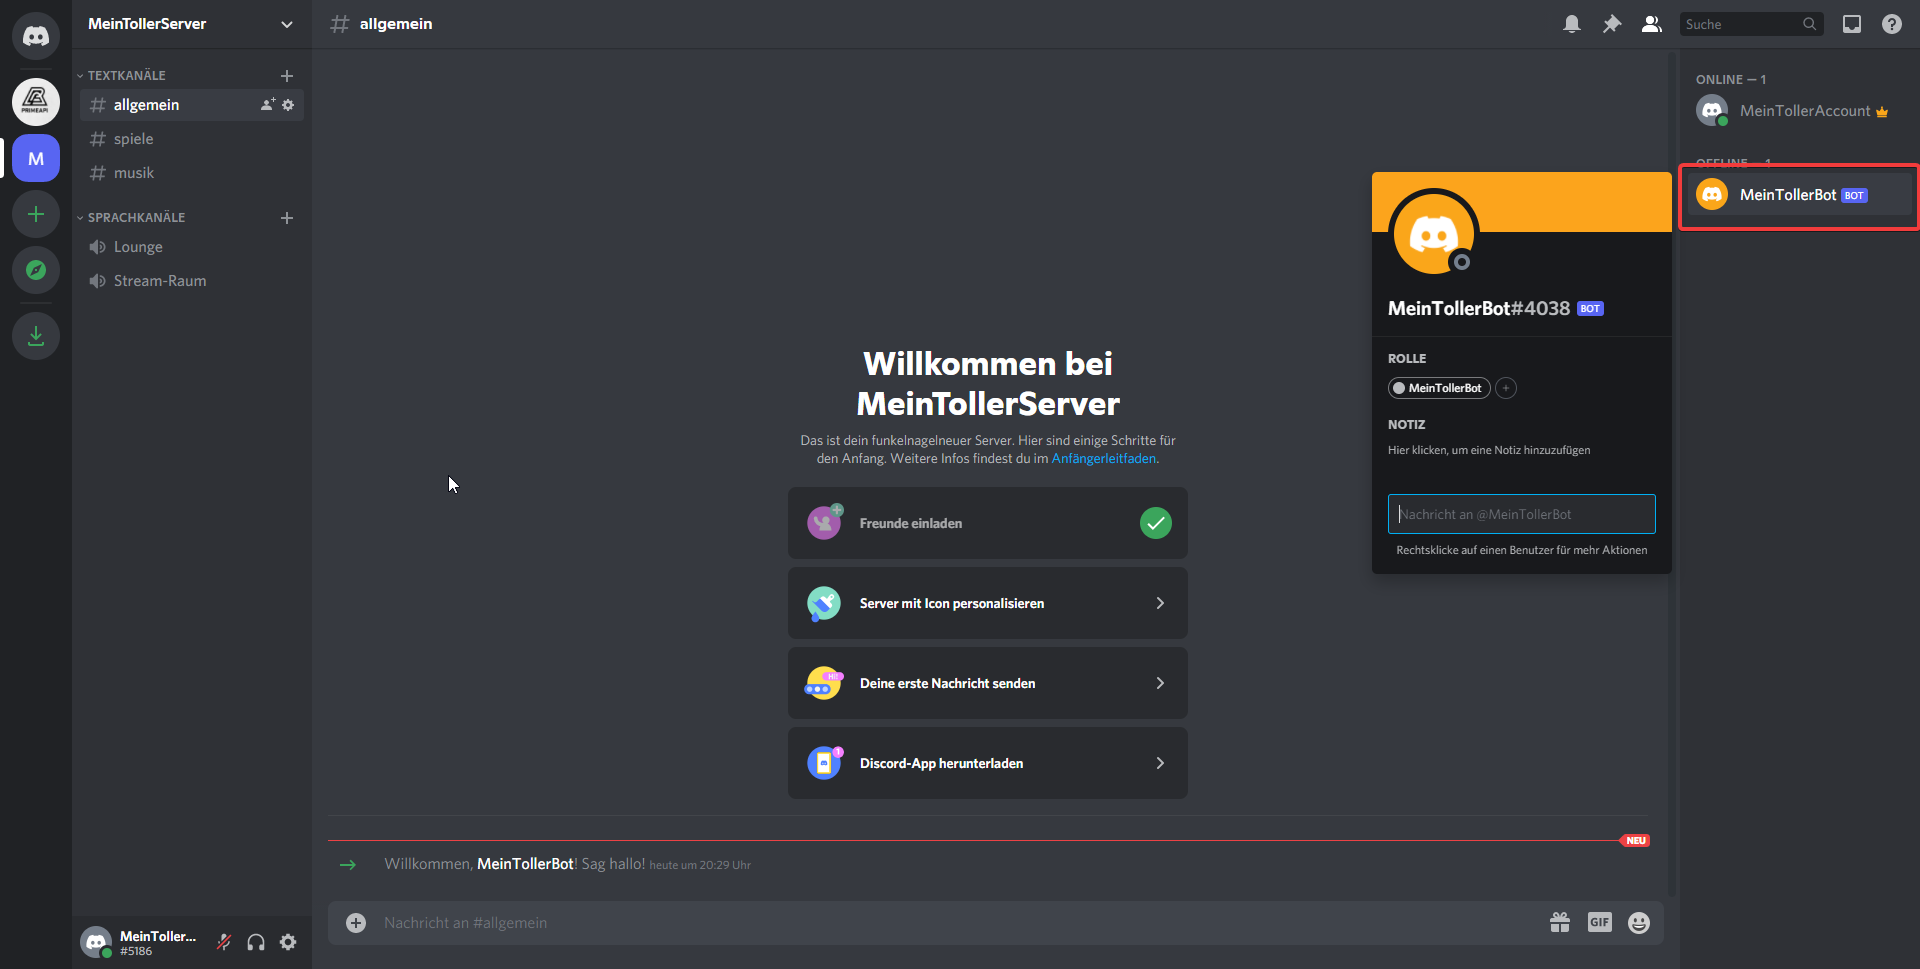 MeinTollerServer
PRIMEAPI
M
TEXTKANÄLE
allgemein
spiele
musik
SPRACHKANÄLE
Lounge
Stream-Raum
MeinToller...
#5186
allgemein
Suche
Willkommen bei
MeinTollerServer
Das ist dein funkelnagelneuer Server. Hier sind einige Schritte für
den Anfang. Weitere Infos findest du im Anfängerleitfaden.
Freunde einladen
Server mit Icon personalisieren
HI!
Deine erste Nachricht senden
1
Discord-App herunterladen
NEU
Willkommen, MeinTollerBot! Sag hallo! heute um 20:29 Uhr
Nachricht an #allgemein
GIF
MeinTollerBot#4038 BOT
ROLLE
MeinTollerBot
NOTIZ
Hier klicken, um eine Notiz hinzuzufügen
Nachricht an @MeinTollerBot
Rechtsklicke auf einen Benutzer für mehr Aktionen
ONLINE — 1
MeinTollerAccount
OFFLINE — 1
MeinTollerBot BOT